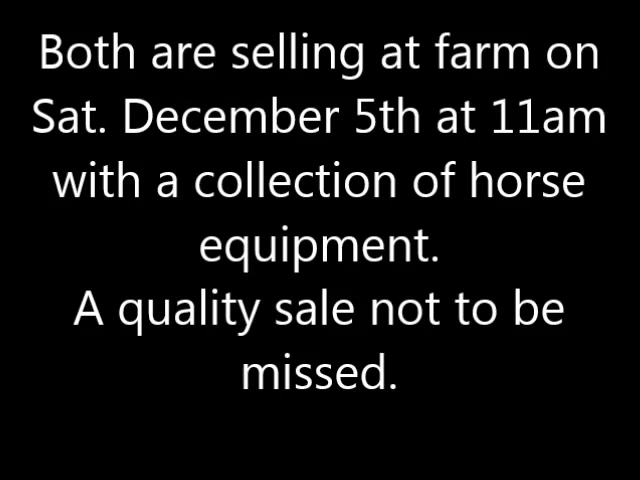 Both are selling at farm on
Sat. December 5th at 11am
with a collection of horse
equipment.
A quality sale not to be
missed.